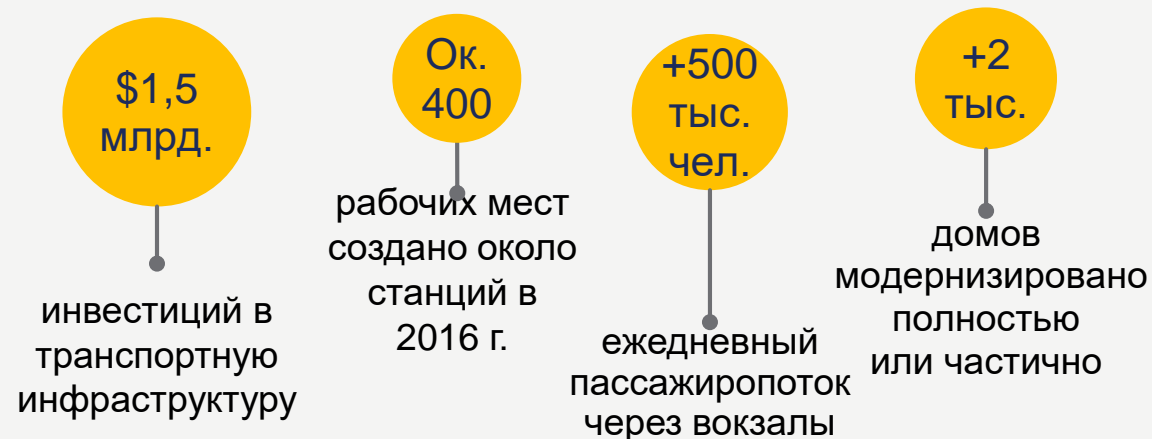 $1,5
млрд.
инвестиций в
транспортную
инфраструктуру
Ок.
400
рабочих мест
создано около
станций в
2016 г.
+500
тыс.
чел.
ежедневный
пассажиропоток
через вокзалы
+2
тыс.
домов
модернизировано
полностью
или частично